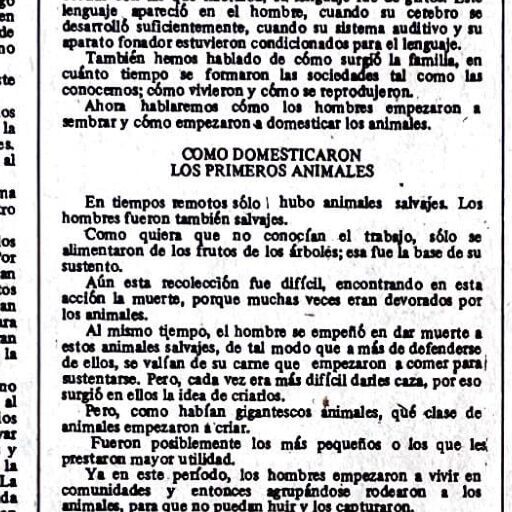 lenguaje apareció en el hombre, cuando su cerebro se
desarrolló suficientemente, cuando su sistema auditivo y su
aparato fonador estuvieron condicionados para el lenguaje.
También hemos hablado de cómo surgió la familia, en
cuánto tiempo se formaron las sociedades tal como las
conocemos; cómo vivieron y cómo se reprodujeron.
Ahora hablaremos cómo los hombres empezaron a
sembrar y cómo empezaron a domesticar los animales.
COMO DOMESTICARON
LOS PRIMEROS ANIMALES
En tiempos remotos sólo hubo animales salvajes. Los
hombres fueron también salvajes.
Como quiera que no conocían el trabajo, sólo se
alimentaron de los frutos de los árboles; esa fue la base de su
sustento.
Aún esta recolección fue difícil, encontrando en esta
acción la muerte, porque muchas veces eran devorados por
los animales.
Al mismo tiempo, el hombre se empeñó en dar muerte a
estos animales salvajes, de tal modo que a más de defenderse
de ellos, se valían de su carne que empezaron a comer para
sustentarse. Pero, cada vez era más difícil darles caza, por eso
surgió en ellos la idea de criarlos.
Pero, como habían gigantescos animales, qué clase de
animales empezaron a criar.
Fueron posiblemente los más pequeños o los que les
prestaron mayor utilidad.
Ya en este período, los hombres empezaron a vivir en
comunidades y entonces agrupándose rodearon a los
animales, para que no puedan huir y los capturaron.